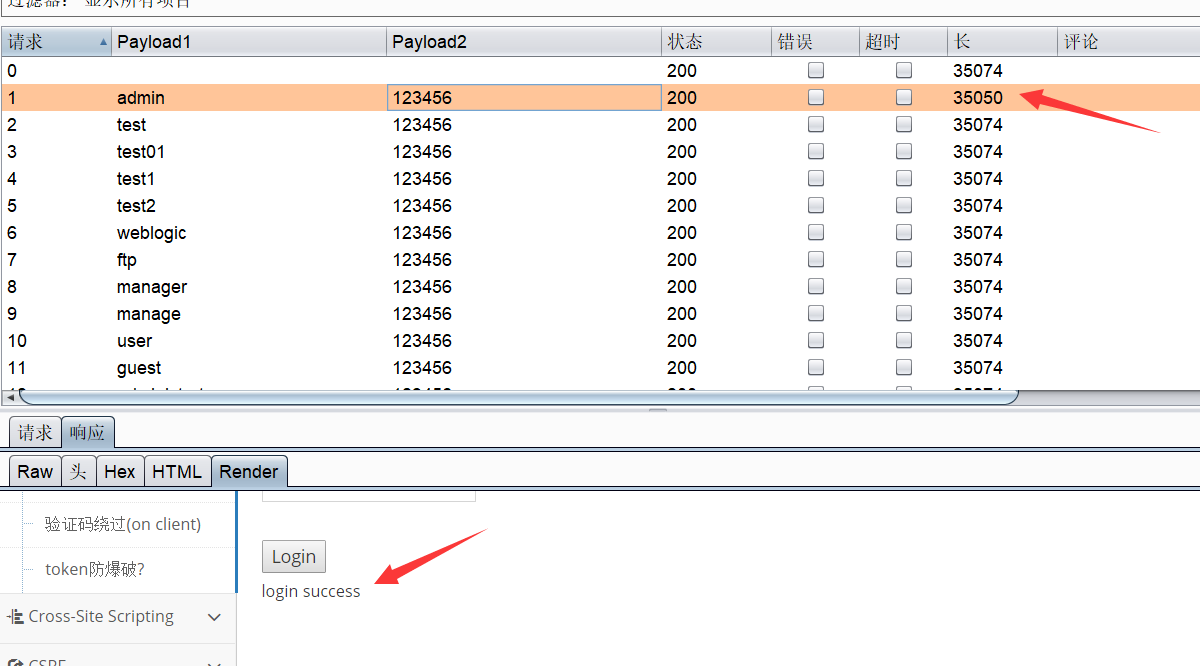 过滤器： 显示所有项目
请求 Payload1 Payload2 状态 错误 超时 长 评论
0 200 35074
1 admin 123456 200 35050
2 test 123456 200 35074
3 test01 123456 200 35074
4 test1 123456 200 35074
5 test2 123456 200 35074
6 weblogic 123456 200 35074
7 ftp 123456 200 35074
8 manager 123456 200 35074
9 manage 123456 200 35074
10 user 123456 200 35074
11 guest 123456 200 35074
请求 响应
Raw 头 Hex HTML Render
验证码绕过(on client)
token防爆破?
Cross-Site Scripting
CSRF
Login
login success